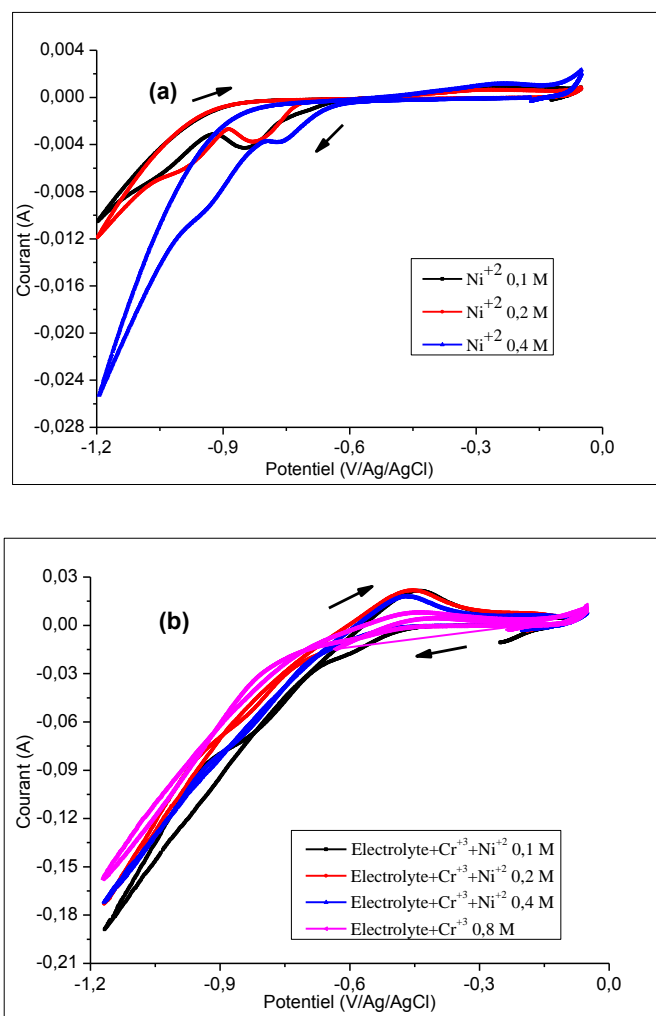 0,004
0,000
-0,004
-0,008
-0,012
-0,016
-0,020
-0,024
-0,028
Courant (A)
(a)
Ni+2 0,1 M
Ni+2 0,2 M
Ni+2 0,4 M
-1,2 -0,9 -0,6 -0,3 0,0
Potentiel (V/Ag/AgCl)
0,03
0,00
-0,03
-0,06
-0,09
-0,12
-0,15
-0,18
-0,21
Courant (A)
(b)
Electrolyte+Cr+3+Ni+2 0,1 M
Electrolyte+Cr+3+Ni+2 0,2 M
Electrolyte+Cr+3+Ni+2 0,4 M
Electrolyte+Cr+3 0,8 M
-1,2 -0,9 -0,6 -0,3 0,0
Potentiel (V/Ag/AgCl)